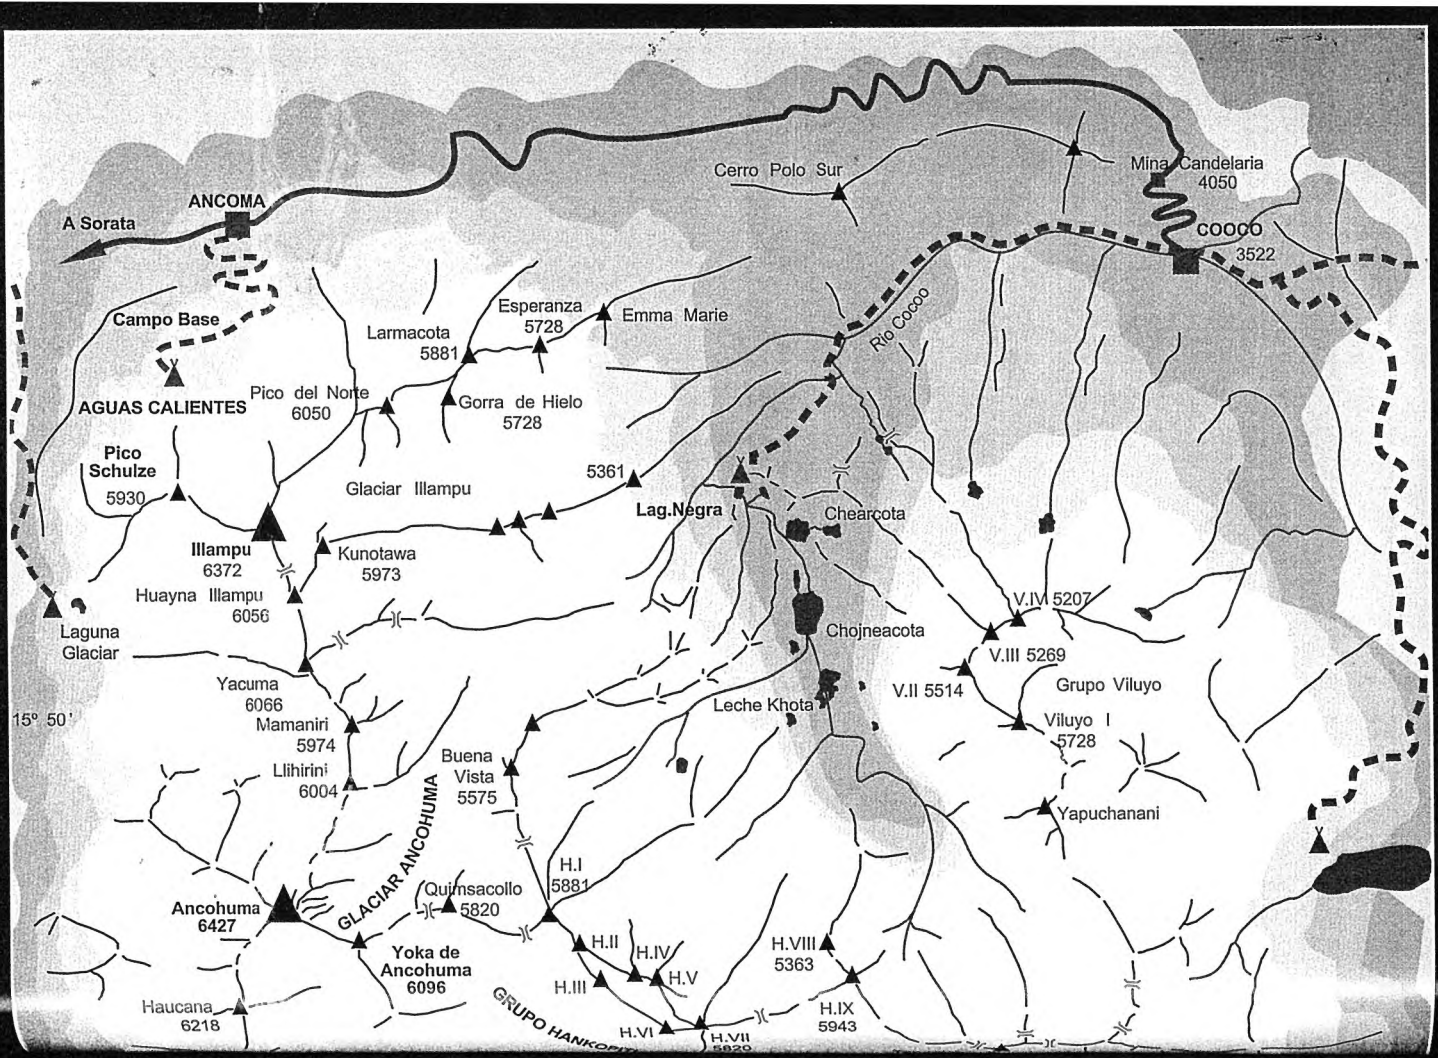 Mina Candelaria
4050
Cerro Polo Sur
ANCOMA
A Sorata
COOCO
3522
Campo Base
Esperanza
5728
Emma Marie
Larmacota
5881
Rio Cocoo
Pico del Norte
6050
AGUAS CALIENTES
Gorra de Hielo
5728
Pico
Schulze
5930
5361
Glaciar Illampu
Lag.Negra
Chearcota
Illampu
6372
Kunotawa
5973
Huayna Illampu
6056
V.IV 5207
Laguna
Glaciar
Chojneacota
V.III 5269
Yacuma
6066
V.II 5514
Grupo Viluyo
Leche Khota
15º 50'
Mamaniri
5974
Viluyo I
5728
Buena
Vista
5575
Llihirini
6004
GLACIAR ANCOHUMA
Yapuchanani
H.I
5881
Quimsacollo
5820
Ancohuma
6427
Yoka de
Ancohuma
6096
H.II
H.IV
H.VIII
5363
H.III
H.V
Haucana
6218
GRUPO
H.IX
5943
H.VI
H.VII
5820